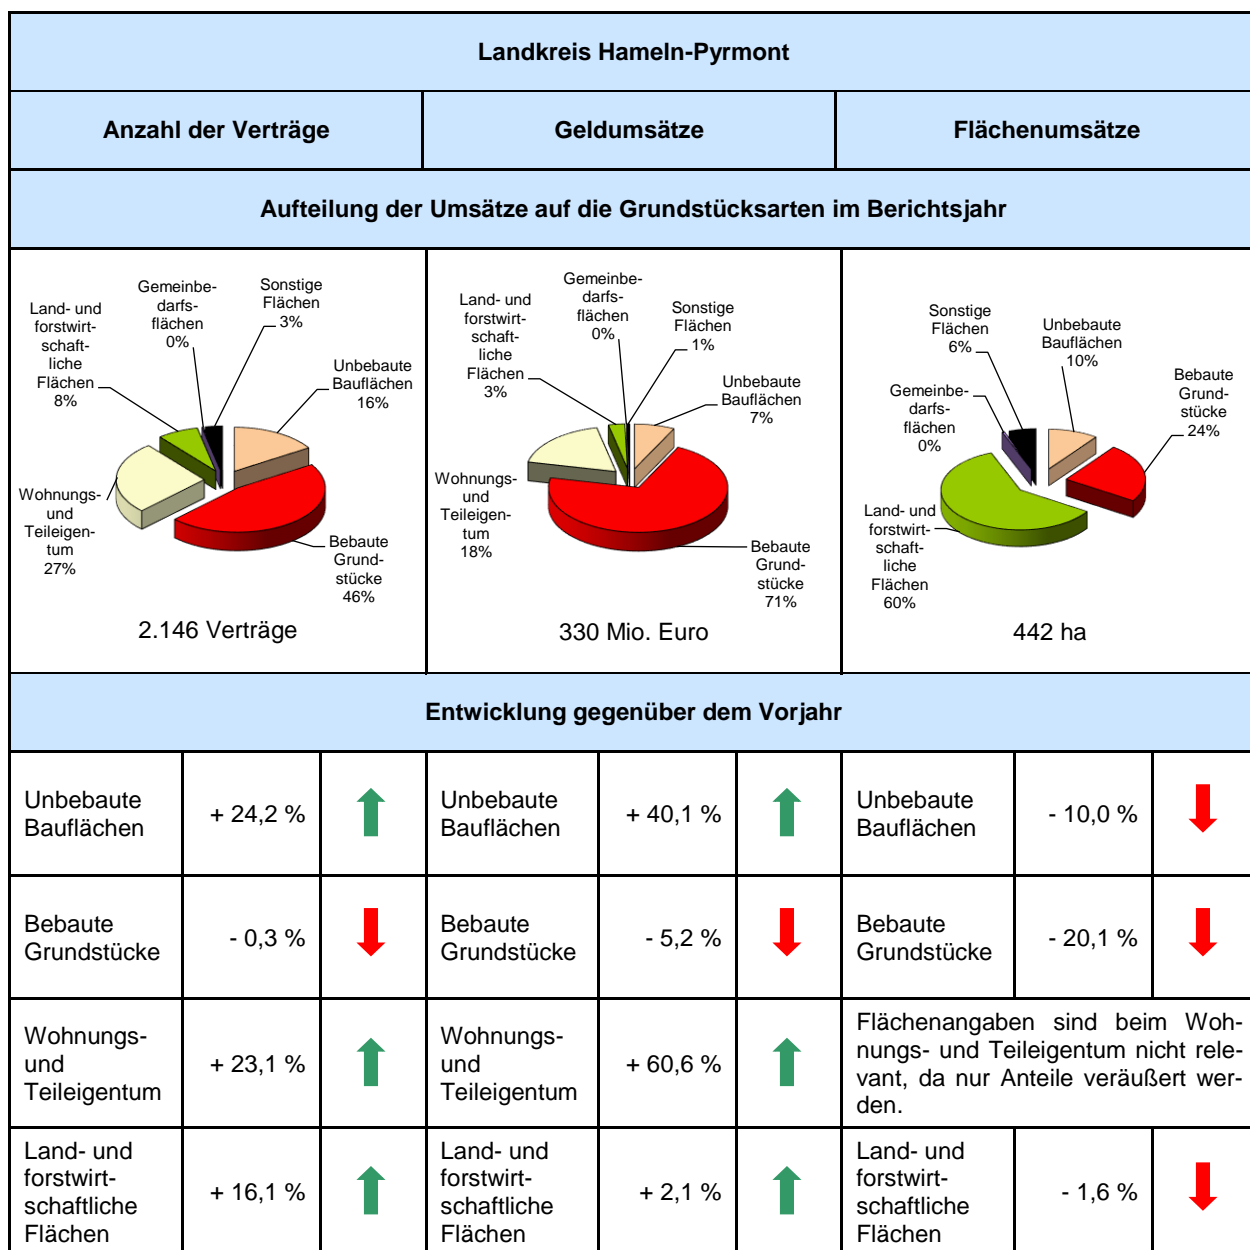 Landkreis Hameln-Pyrmont
Anzahl der Verträge
Geldumsätze
Flächenumsätze
Aufteilung der Umsätze auf die Grundstücksarten im Berichtsjahr
Land- und
forstwirt-
schaft-
liche
Flächen
8%
Gemeinbe-
darfs-
flächen
0%
Sonstige
Flächen
3%
Unbebaute
Bauflächen
16%
Wohnungs-
und
Teileigen-
tum
27%
Bebaute
Grund-
stücke
46%
2.146 Verträge
Land- und
forstwirt-
schaft-
liche
Flächen
3%
Gemeinbe-
darfs-
flächen
0%
Sonstige
Flächen
1%
Unbebaute
Bauflächen
7%
Wohnungs-
und
Teileigen-
tum
18%
Bebaute
Grund-
stücke
71%
330 Mio. Euro
Sonstige
Flächen
6%
Unbebaute
Bauflächen
10%
Bebaute
Grund-
stücke
24%
Gemeinbe-
darfs-
flächen
0%
Land- und
forstwirt-
schaft-
liche
Flächen
60%
442 ha
Entwicklung gegenüber dem Vorjahr
Unbebaute
Bauflächen
+ 24,2 %
Unbebaute
Bauflächen
+ 40,1 %
Unbebaute
Bauflächen
- 10,0 %
Bebaute
Grundstücke
- 0,3 %
Bebaute
Grundstücke
- 5,2 %
Bebaute
Grundstücke
- 20,1 %
Wohnungs-
und
Teileigentum
+ 23,1 %
Wohnungs-
und
Teileigentum
+ 60,6 %
Flächenangaben sind beim Woh-
nungs- und Teileigentum nicht rele-
vant, da nur Anteile veräußert wer-
den.
Land- und
forstwirt-
schaftliche
Flächen
+ 16,1 %
Land- und
forstwirt-
schaftliche
Flächen
+ 2,1 %
Land- und
forstwirt-
schaftliche
Flächen
- 1,6 %